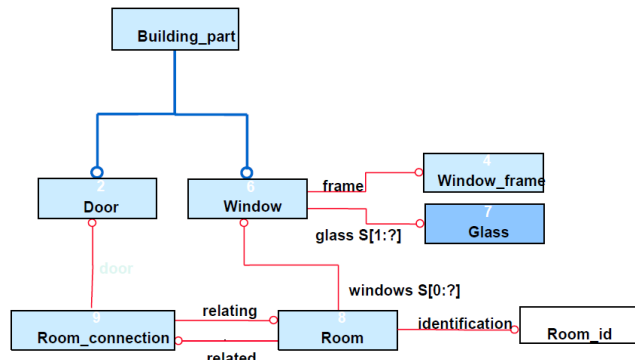 Building_part
2
Door
6
Window
frame
4
Window_frame
glass S[1:?]
7
Glass
door
windows S[0:?]
9
Room_connection
relating
related
8
Room
identification
Room_id